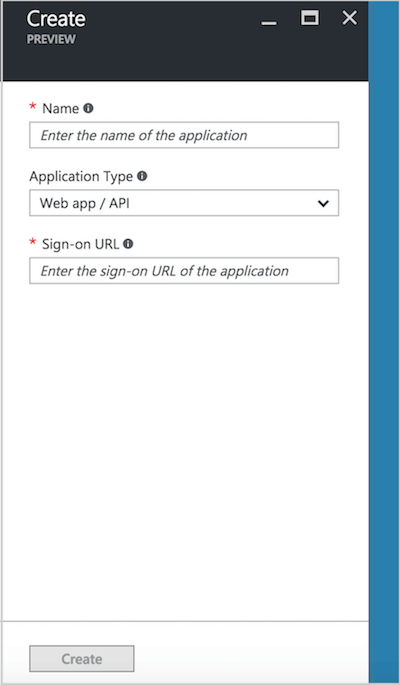 Create
PREVIEW
* Name
Enter the name of the application
Application Type
Web app / API
* Sign-on URL
Enter the sign-on URL of the application
Create